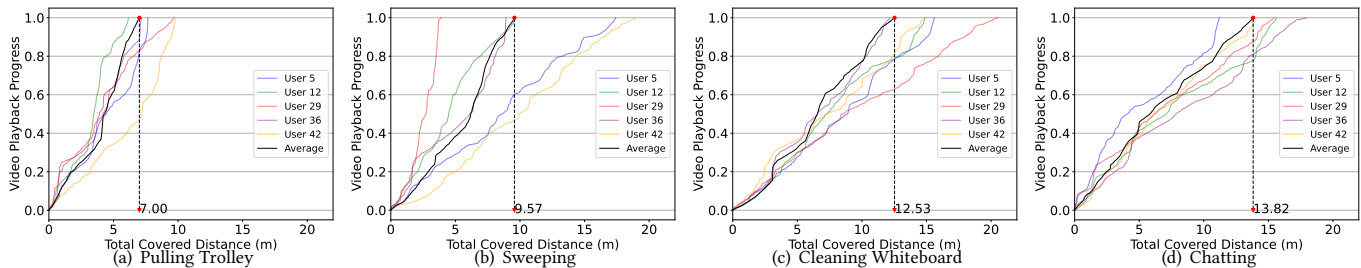 Video Playback Progress
1.0
0.8
0.6
0.4
0.2
0.0
User 5
User 12
User 29
User 36
User 42
Average
7.00
0 5 10 15 20
Total Covered Distance (m)
(a) Pulling Trolley
Video Playback Progress
1.0
0.8
0.6
0.4
0.2
0.0
User 5
User 12
User 29
User 36
User 42
Average
9.57
0 5 10 15 20
Total Covered Distance (m)
(b) Sweeping
Video Playback Progress
1.0
0.8
0.6
0.4
0.2
0.0
User 5
User 12
User 29
User 36
User 42
Average
12.53
0 5 10 15 20
Total Covered Distance (m)
(c) Cleaning Whiteboard
Video Playback Progress
1.0
0.8
0.6
0.4
0.2
0.0
User 5
User 12
User 29
User 36
User 42
Average
13.82
0 5 10 15 20
Total Covered Distance (m)
(d) Chatting